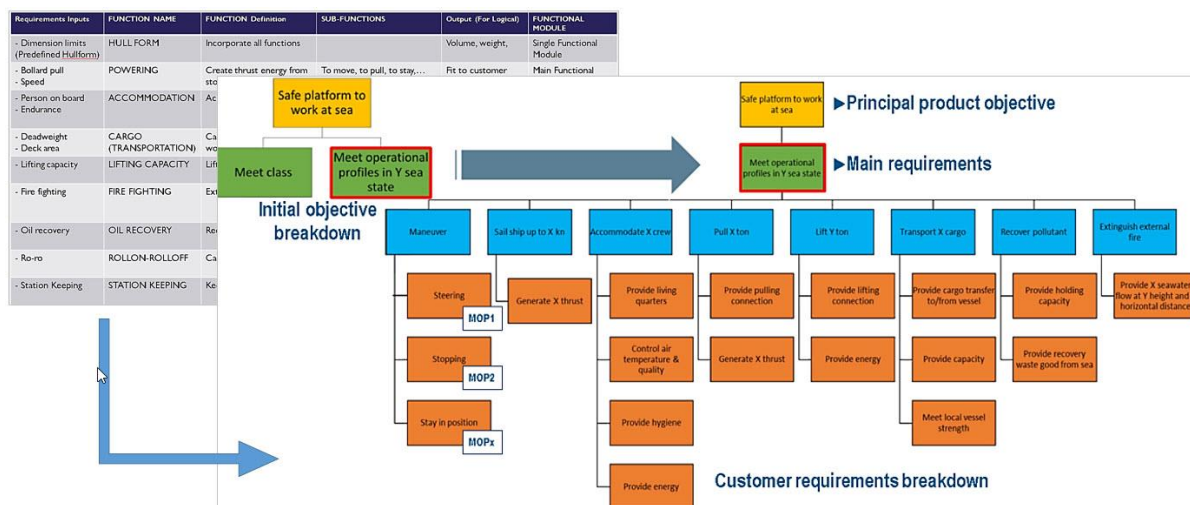 Requirements Inputs FUNCTION NAME FUNCTION Definition SUB-FUNCTIONS Output (For Logical) FUNCTIONAL
MODULE
- Dimension limits HULL FORM Incorporate all functions Volume, weight, Single Functional
(Predefined Hullform) Module
- Bollard pull POWERING Create thrust energy from To move, to pull, to stay,... Fit to customer Main Functional
- Speed
- Person on board ACCOMMODATION
- Endurance
- Deadweight CARGO
- Deck area (TRANSPORTATION)
- Lifting capacity LIFTING CAPACITY
- Fire fighting FIRE FIGHTING
- Oil recovery OIL RECOVERY
- Ro-ro ROLLON-ROLLOFF
- Station Keeping STATION KEEPING
Safe platform to
work at sea
Meet class
Meet operational
profiles in Y sea
state
Initial objective
breakdown
Safe platform to work
at sea
▶Principal product objective
Meet operational
profiles in Y sea state
▶Main requirements
Maneuver
Sail ship up to X kn
Accommodate X crew
Pull X ton
Lift Y ton
Transport X cargo
Recover pollutant
Extinguish external
fire
Steering
MOP1
Stopping
MOP2
Stay in position
MOPx
Generate X thrust
Provide living
quarters
Control air
temperature &
quality
Provide hygiene
Provide energy
Provide pulling
connection
Generate X thrust
Provide lifting
connection
Provide energy
Provide cargo transfer
to/from vessel
Provide capacity
Meet local vessel
strength
Provide holding
capacity
Provide recovery
waste good from sea
Provide X seawater
flow at Y height and
horizontal distance
Customer requirements breakdown